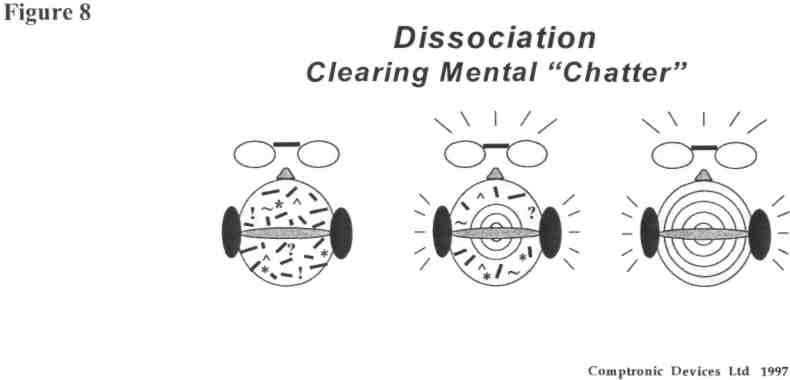 Figure 8
Dissociation
Clearing Mental “Chatter”
Comptronic Devices Ltd 1997